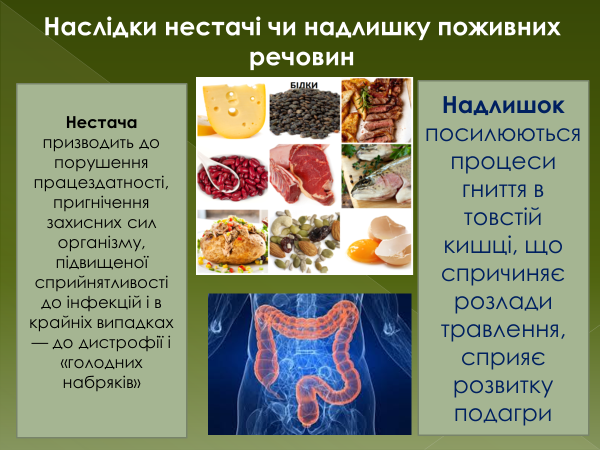 Наслідки нестачі чи надлишку поживних
речовин
Нестача
призводить до
порушення
працездатності,
пригнічення
захисних сил
організму,
підвищеної
сприйнятливості
до інфекцій і в
крайніх випадках
— до дистрофії і
«голодних
набряків»
БІЛКИ
Надлишок
посилюються
процеси
гниття в
товстій
кишці, що
спричиняє
розлади
травлення,
сприяє
розвитку
подагри